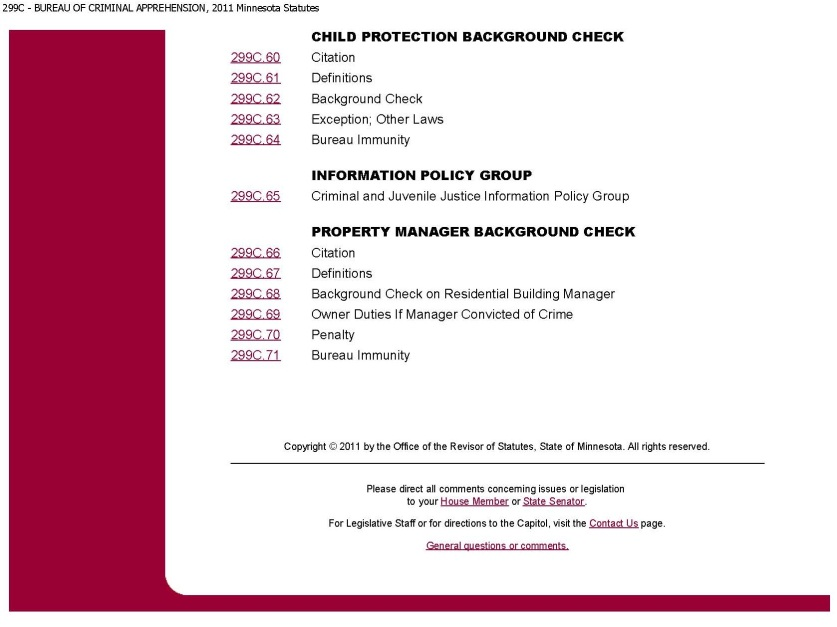 299C - BUREAU OF CRIMINAL APPREHENSION, 2011 Minnesota Statutes
CHILD PROTECTION BACKGROUND CHECK
299C.60 Citation
299C.61 Definitions
299C.62 Background Check
299C.63 Exception; Other Laws
299C.64 Bureau Immunity
INFORMATION POLICY GROUP
299C.65 Criminal and Juvenile Justice Information Policy Group
PROPERTY MANAGER BACKGROUND CHECK
299C.66 Citation
299C.67 Definitions
299C.68 Background Check on Residential Building Manager
299C.69 Owner Duties If Manager Convicted of Crime
299C.70 Penalty
299C.71 Bureau Immunity
Copyright © 2011 by the Office of the Revisor of Statutes, State of Minnesota. All rights reserved.
Please direct all comments concerning issues or legislation
to your House Member or State Senator.
For Legislative Staff or for directions to the Capitol, visit the Contact Us page.
General questions or comments.